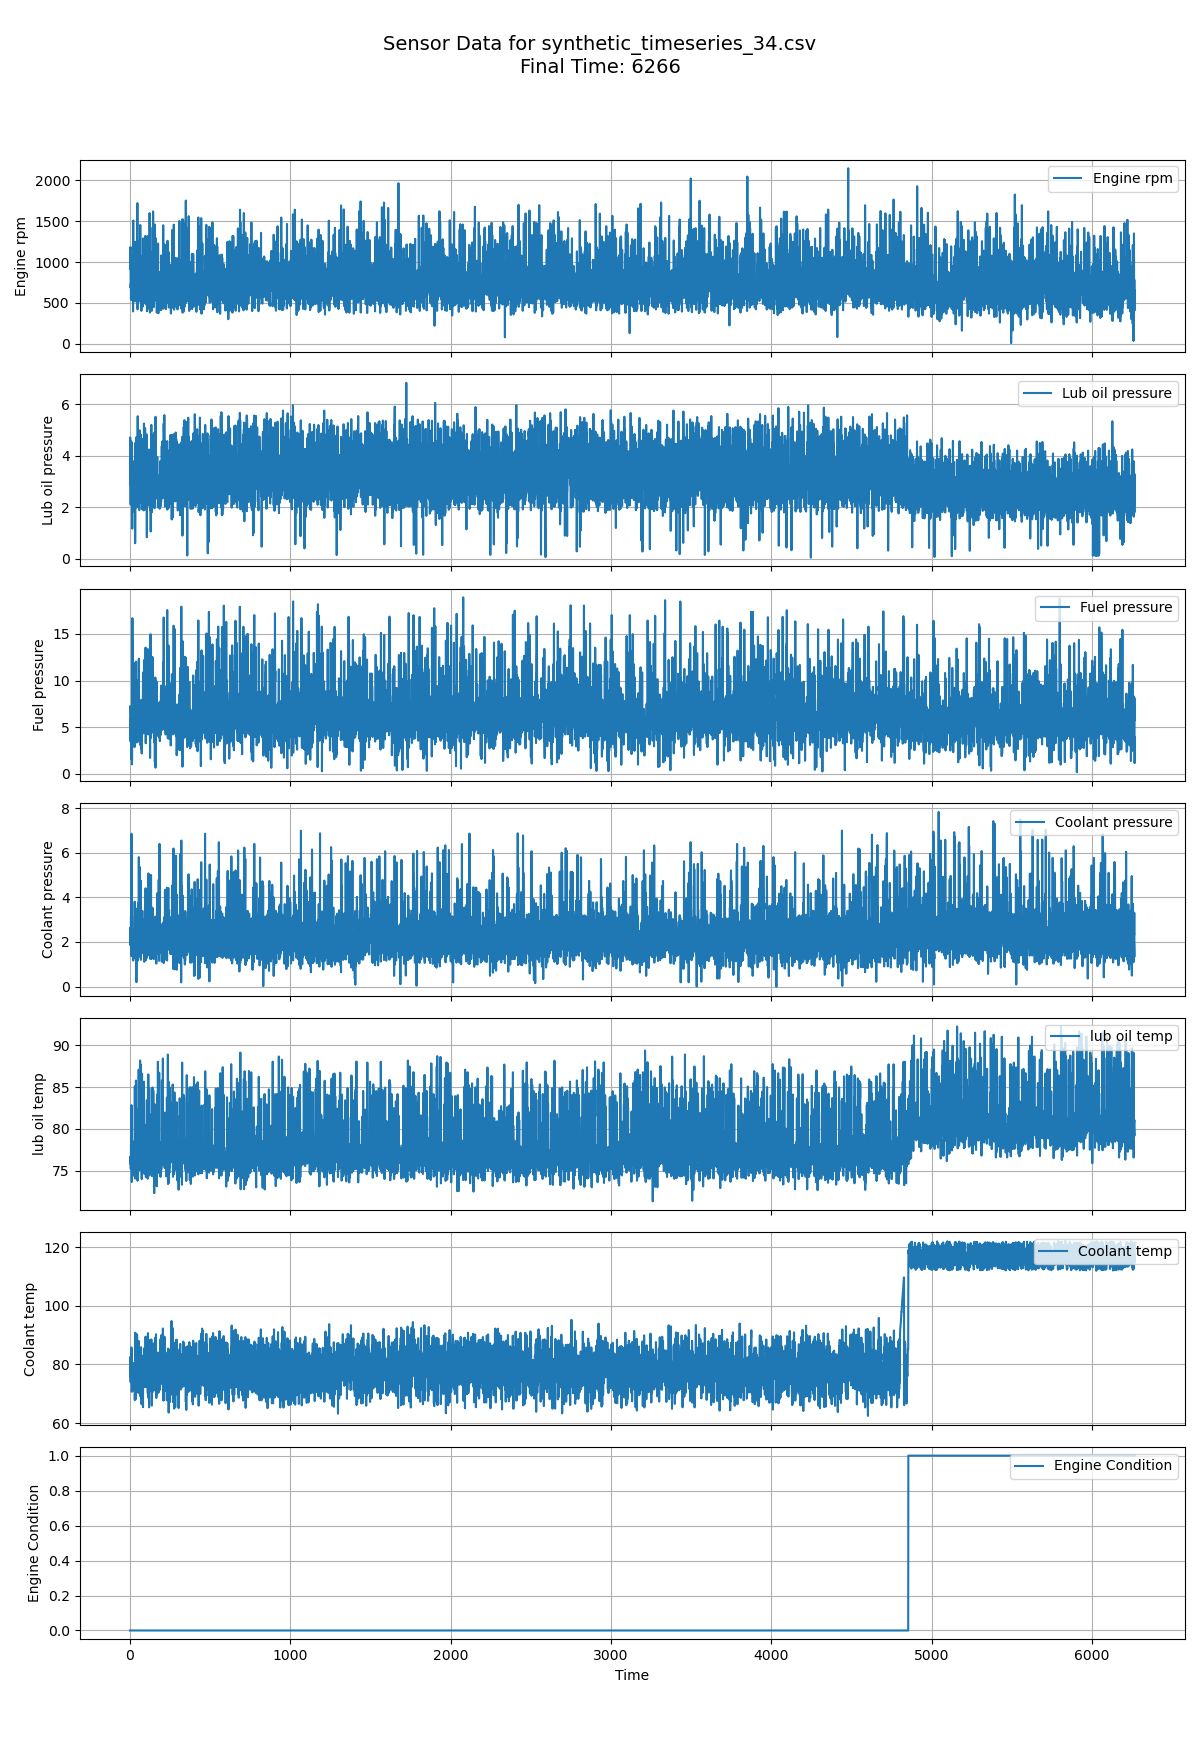 Sensor Data for synthetic_timeseries_34.csv
Final Time: 6266
2000
1500
1000
500
0
Engine rpm
Engine rpm
6
4
2
0
Lub oil pressure
Lub oil pressure
15
10
5
0
Fuel pressure
Fuel pressure
8
6
4
2
0
Coolant pressure
Coolant pressure
90
85
80
75
lub oil temp
lub oil temp
120
100
80
60
Coolant temp
Coolant temp
1.0
0.8
0.6
0.4
0.2
0.0
Engine Condition
Engine Condition
0 1000 2000 3000 4000 5000 6000
Time